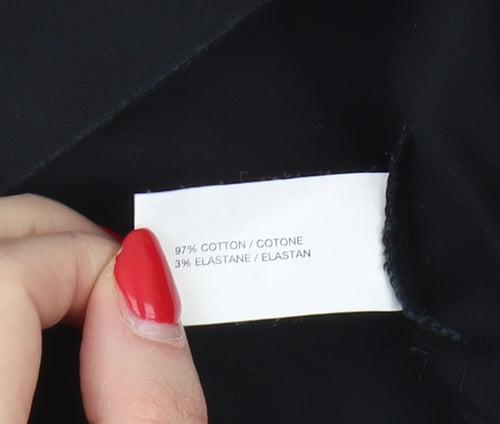 97% COTTON / COTONE
3% ELASTANE / ELASTAN